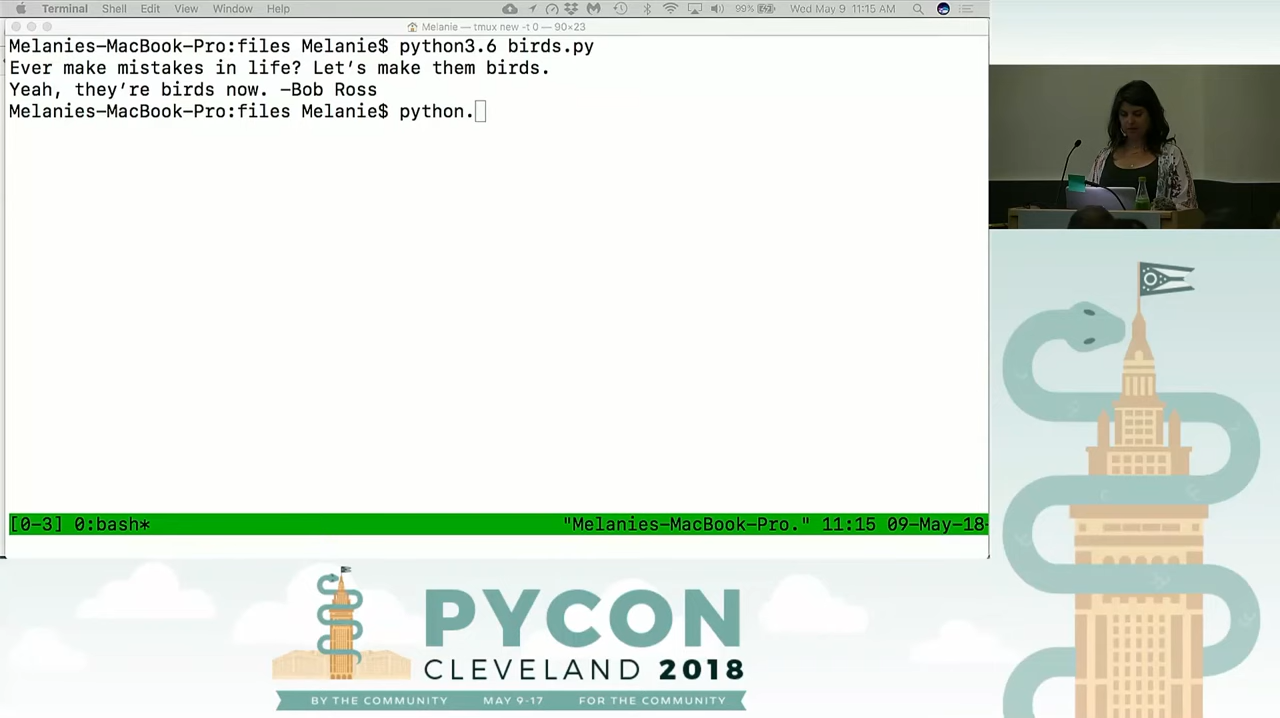 Terminal Shell Edit View Window Help 99% Wed May 9 11:15 AM
Melanie — tmux new -t 0 — 90×23
Melanies-MacBook-Pro:files Melanie$ python3.6 birds.py
Ever make mistakes in life? Let’s make them birds.
Yeah, they’re birds now. -Bob Ross
Melanies-MacBook-Pro:files Melanie$ python.
[0-3] 0:bash* "Melanies-MacBook-Pro." 11:15 09-May-18
PYCON
CLEVELAND 2018
BY THE COMMUNITY MAY 9-17 FOR THE COMMUNITY